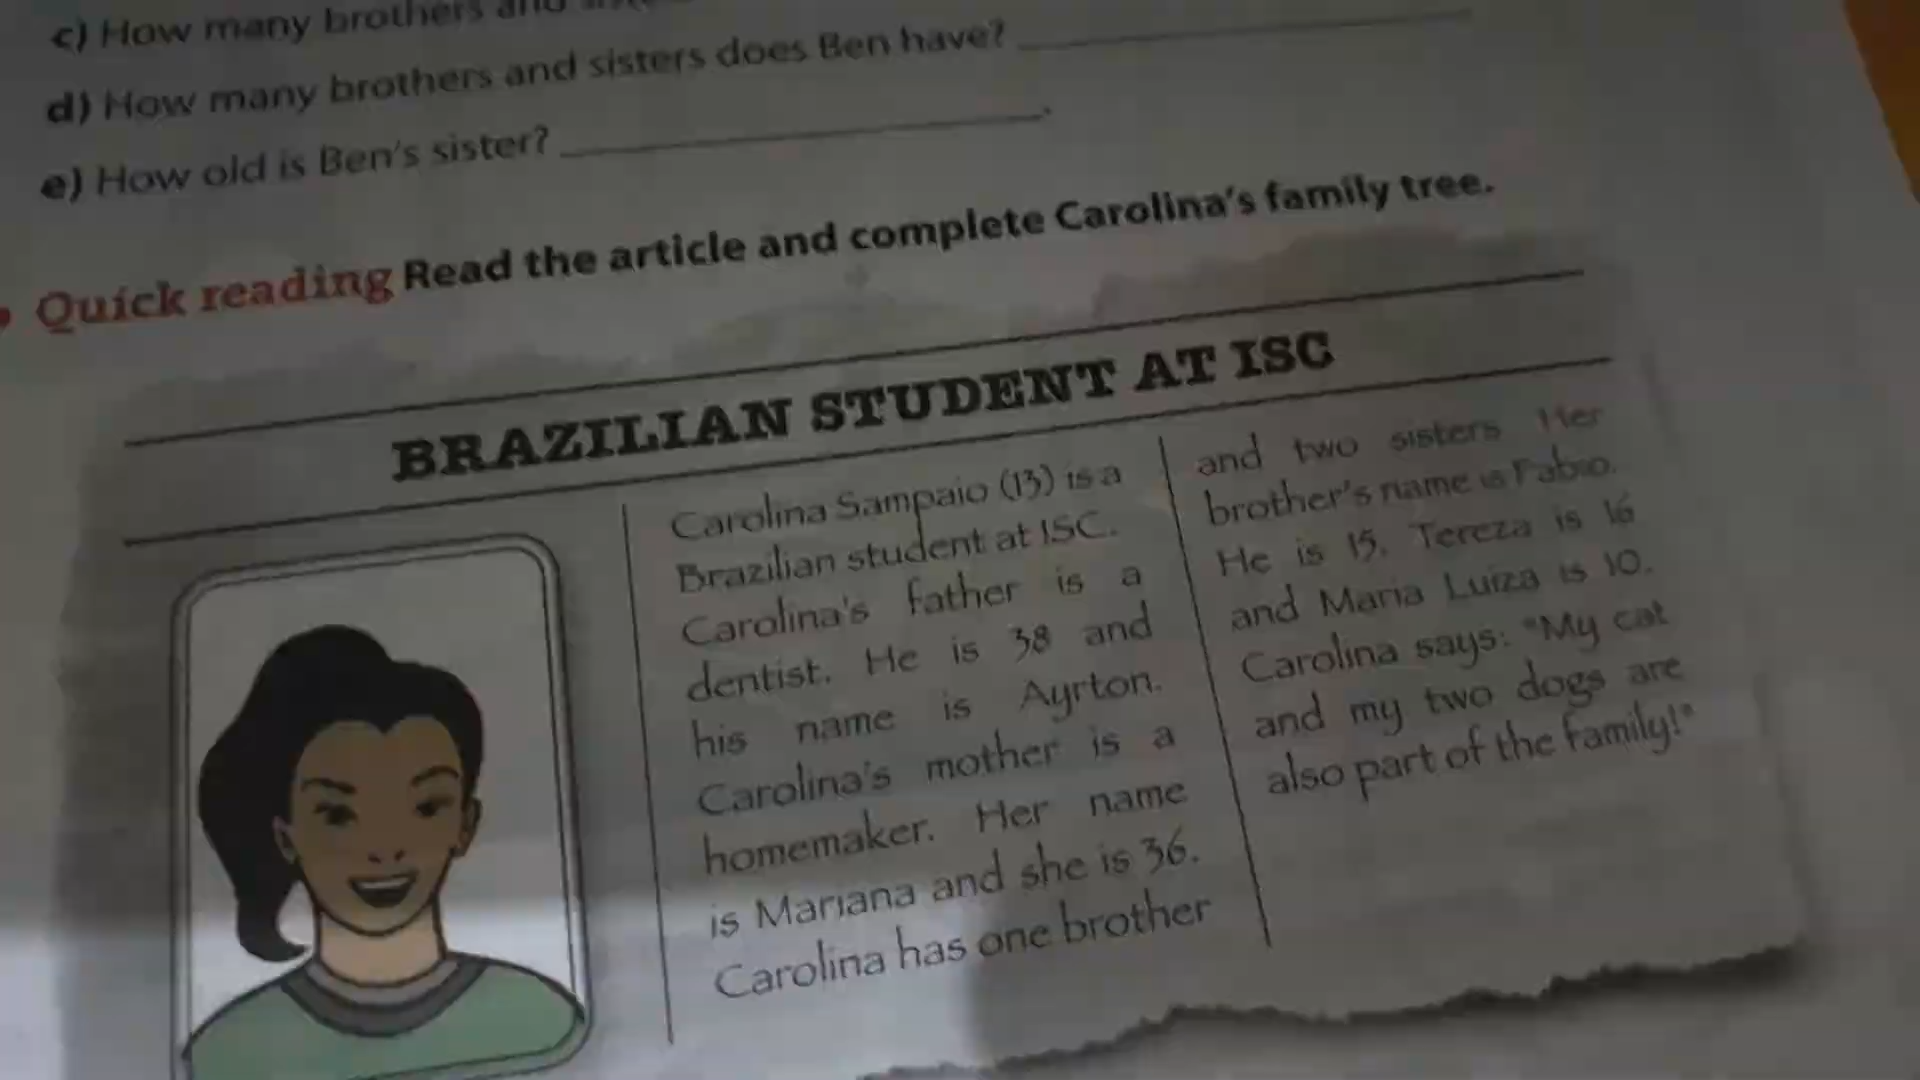 c) How many brothers and
d) How many brothers and sisters does Ben have?
e) How old is Ben's sister?
Quick reading Read the article and complete Carolina's family tree.
BRAZILIAN STUDENT AT ISC
Carolina Sampaio (13) is a
Brazilian student at ISC.
Carolina's father is a
dentist. He is 38 and
his name is Ayrton.
Carolina's mother is a
homemaker. Her name
is Mariana and she is 36.
Carolina has one brother
and two sisters Her
brother's name is Fabio.
He is 15. Tereza is 16
and Maria Luiza is 10.
Carolina says: "My cat
and my two dogs are
also part of the family!"